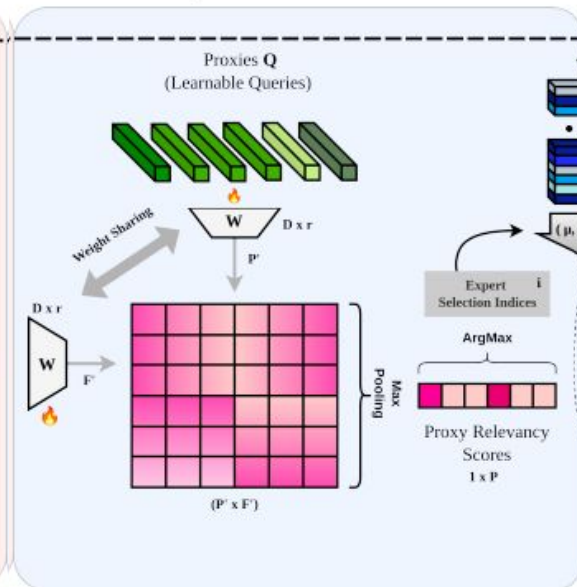 Proxies Q
(Learnable Queries)
W
D x r
Weight Sharing
P'
D x r
W
F'
(P' x F')
Max
Pooling
( μ,
Expert i
Selection Indices
ArgMax
Proxy Relevancy
Scores
1 x P